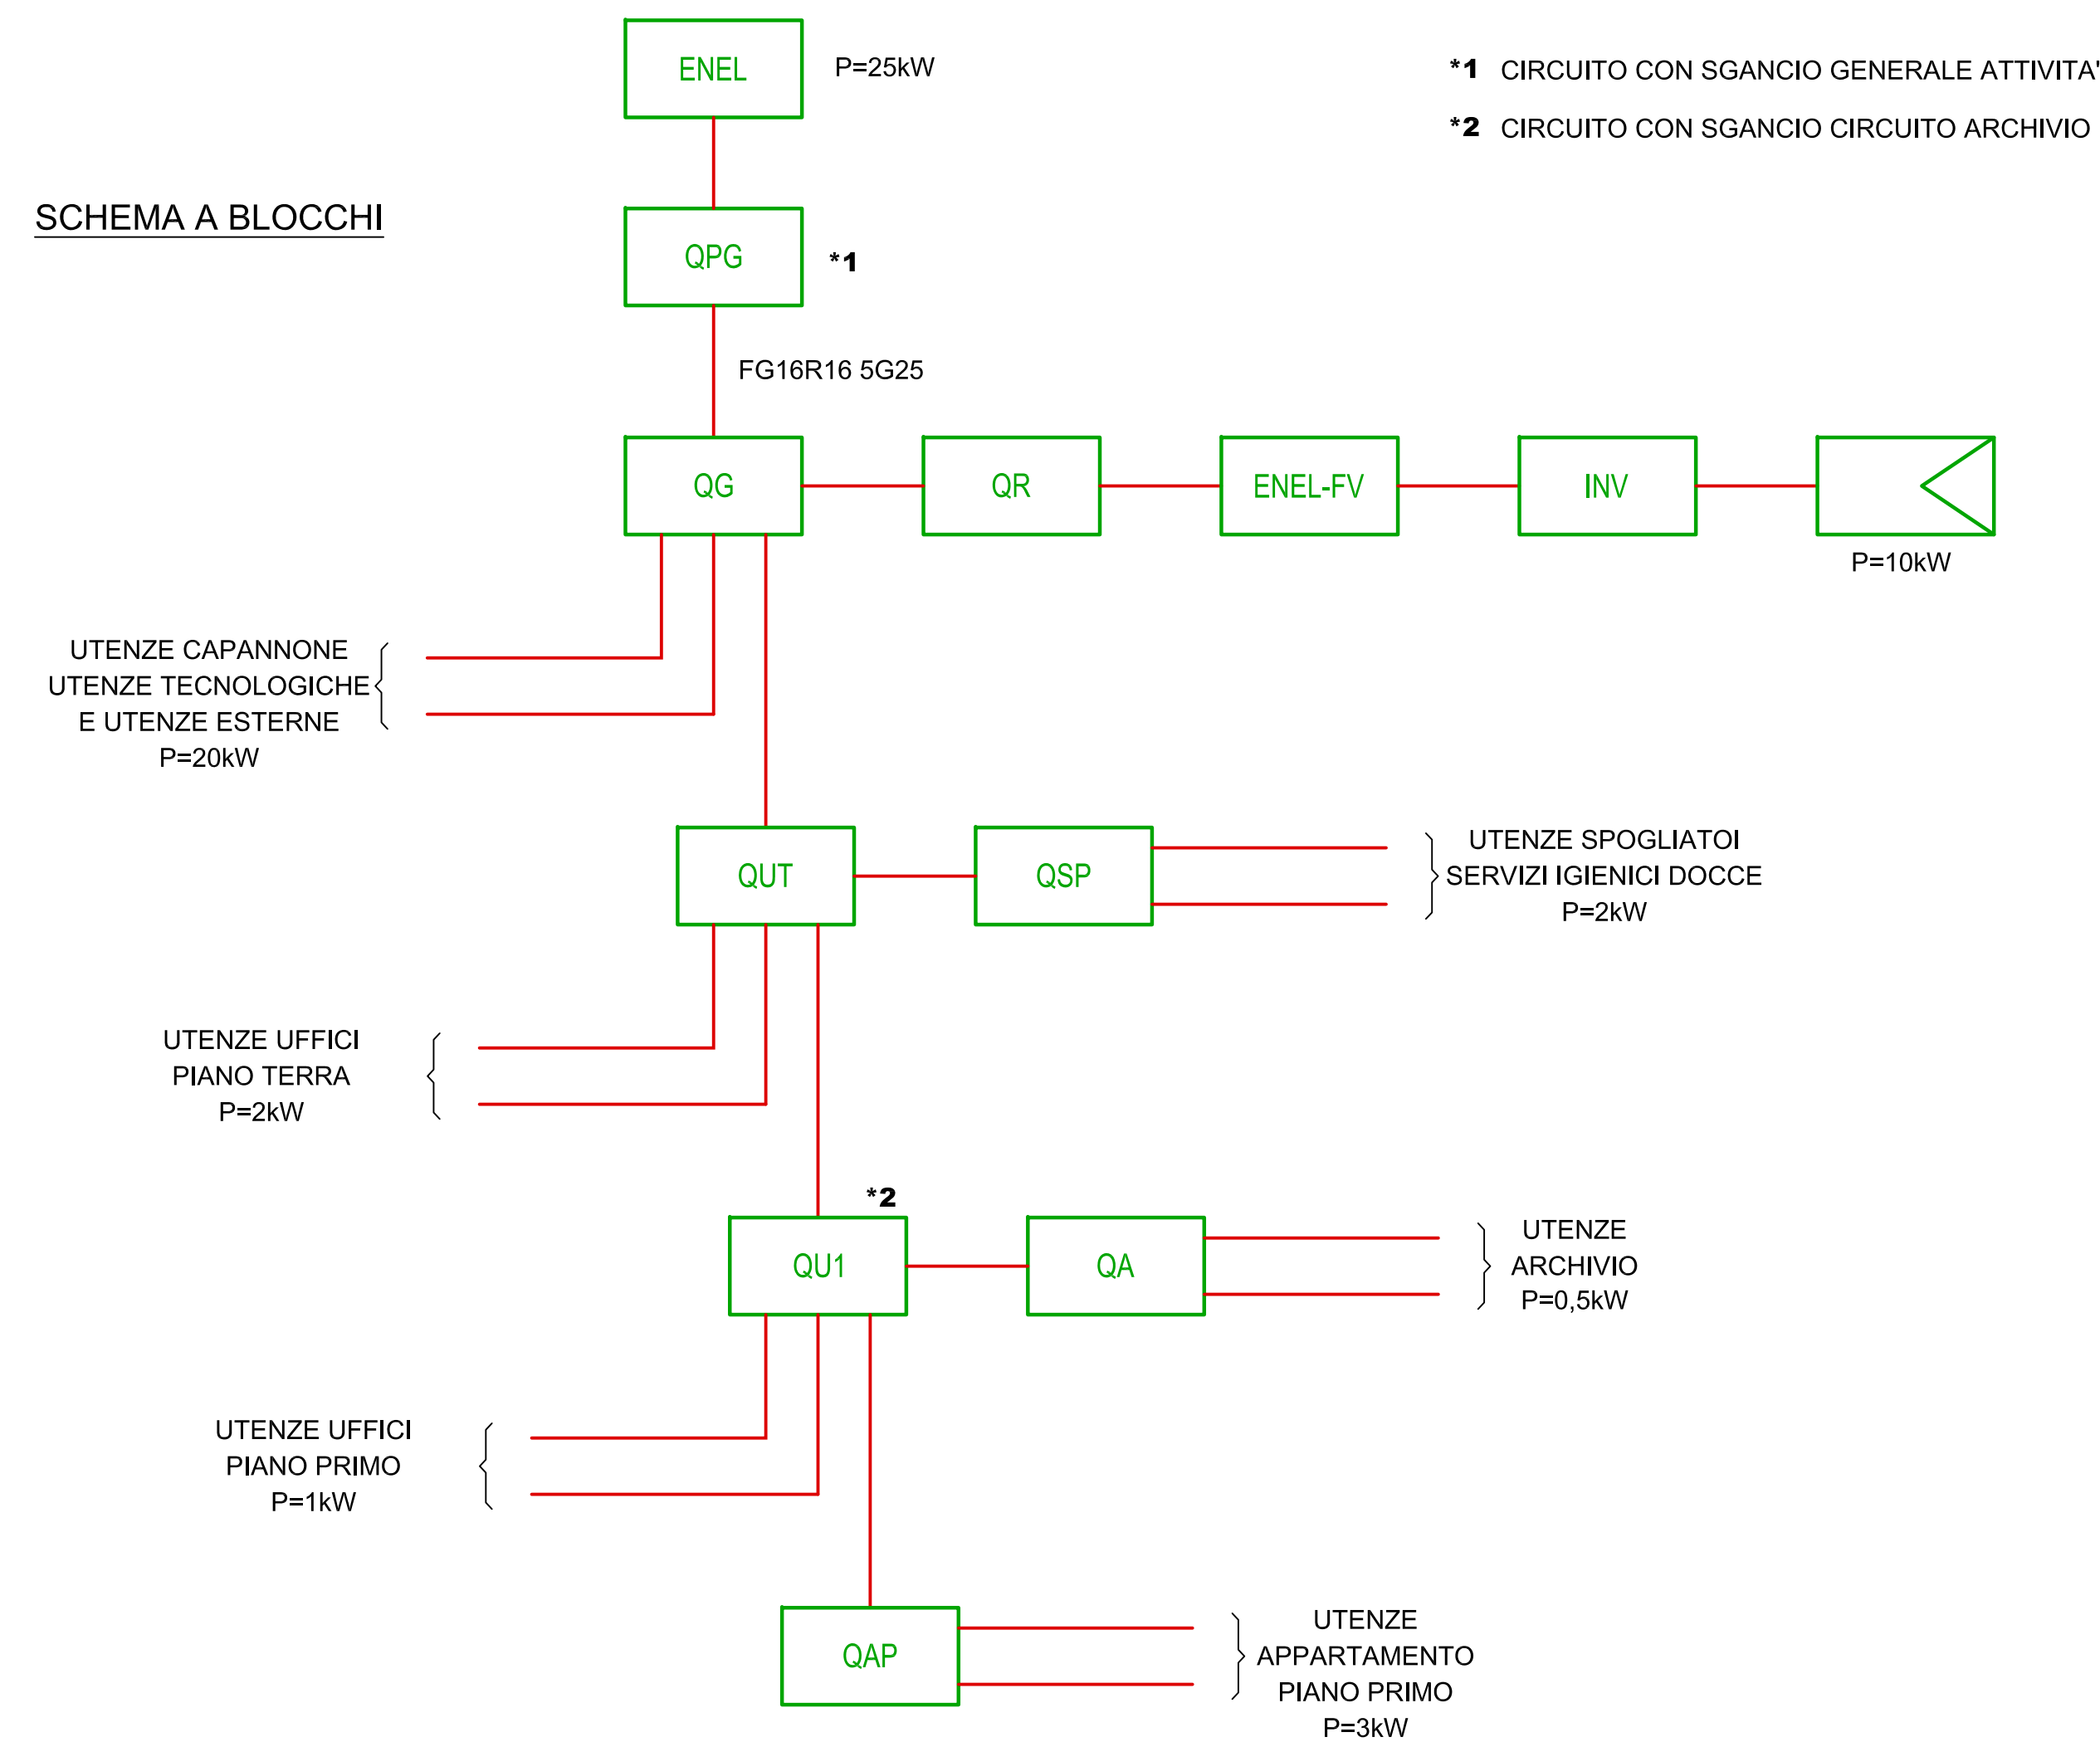 ENEL
P=25kW
*1 CIRCUITO CON SGANCIO GENERALE ATTIVITA'
*2 CIRCUITO CON SGANCIO CIRCUITO ARCHIVIO
SCHEMA A BLOCCHI
QPG
*1
FG16R16 5G25
QG
QR
ENEL-FV
INV
P=10kW
UTENZE CAPANNONE
UTENZE TECNOLOGICHE
E UTENZE ESTERNE
P=20kW
QUT
QSP
UTENZE SPOGLIATOI
SERVIZI IGIENICI DOCCE
P=2kW
UTENZE UFFICI
PIANO TERRA
P=2kW
*2
QU1
QA
UTENZE
ARCHIVIO
P=0,5kW
UTENZE UFFICI
PIANO PRIMO
P=1kW
QAP
UTENZE
APPARTAMENTO
PIANO PRIMO
P=3kW